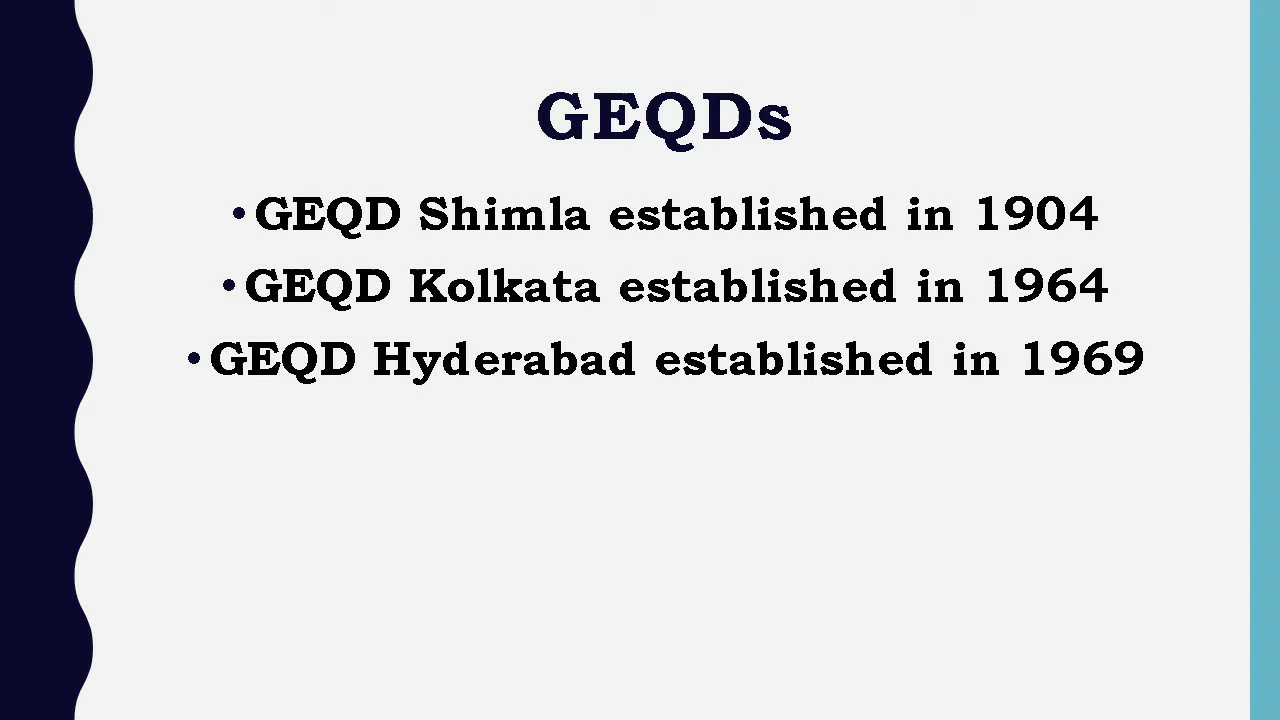 GEQDs
• GEQD Shimla established in 1904
• GEQD Kolkata established in 1964
• GEQD Hyderabad established in 1969